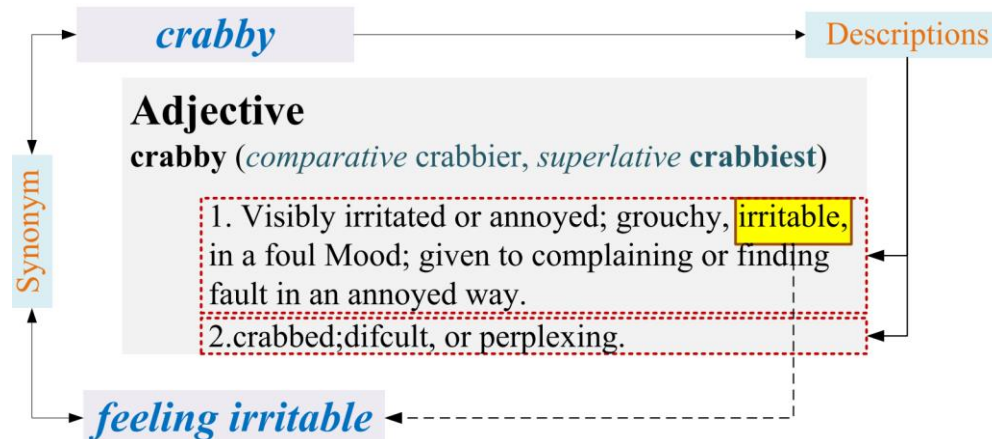 crabby
Descriptions
Adjective
crabby (comparative crabbier, superlative crabbiest)
Synonym
1. Visibly irritated or annoyed; grouchy, irritable,
in a foul Mood; given to complaining or finding
fault in an annoyed way.
2.crabbed;difcult, or perplexing.
feeling irritable